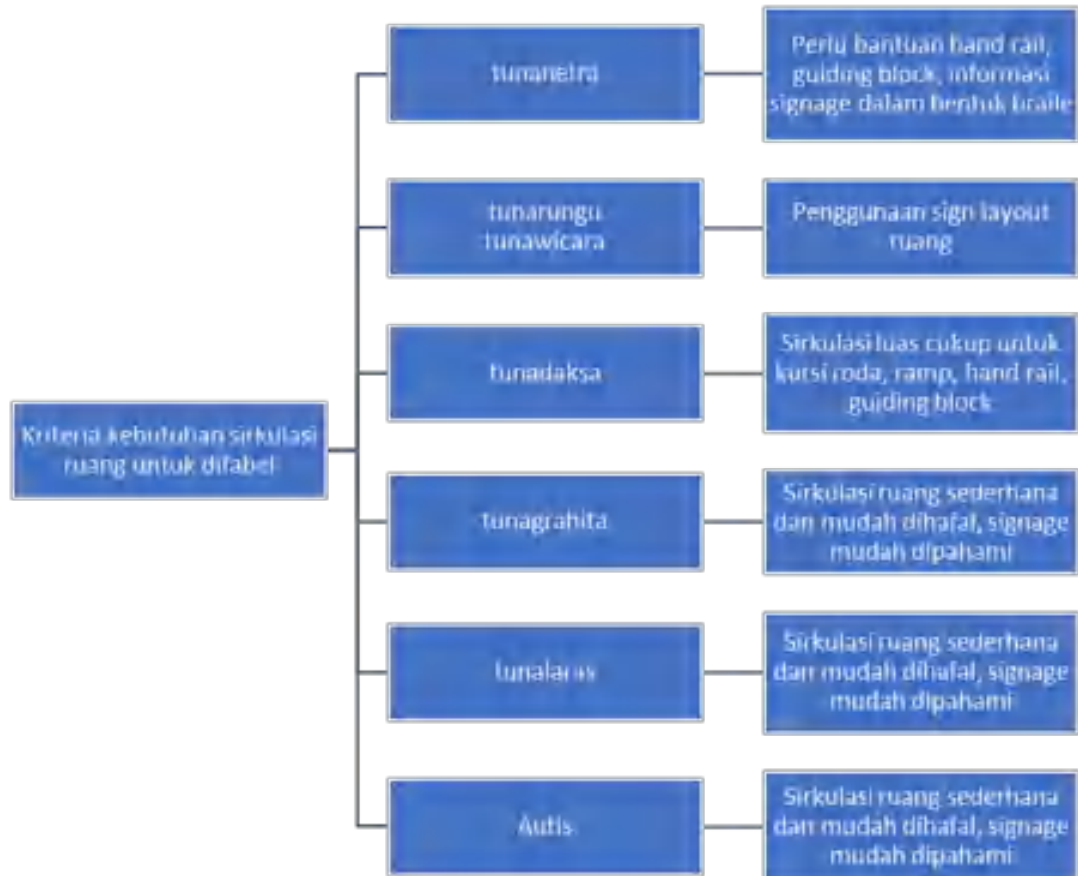 tunanetra
Perlu bantuan hand rail,
guiding block, informasi
signage dalam bentuk braile
tunarungu
tunawicara
Penggunaan sign layout
ruang
tunadaksa
Sirkulasi luas cukup untuk
kursi roda, ramp, hand rail,
guiding block
Kriteria kebutuhan sirkulasi
ruang untuk difabel
tunagrahita
Sirkulasi ruang sederhana
dan mudah dihafal, signage
mudah dipahami
tunalaras
Sirkulasi ruang sederhana
dan mudah dihafal, signage
mudah dipahami
Autis
Sirkulasi ruang sederhana
dan mudah dihafal, signage
mudah dipahami